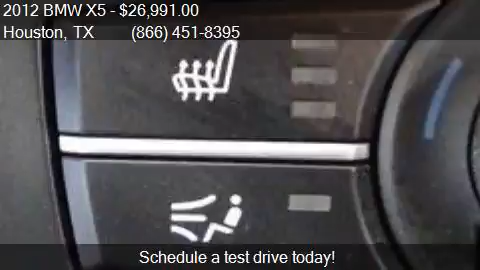 2012 BMW X5 - $26,991.00
Houston, TX (866) 451-8395
Schedule a test drive today!